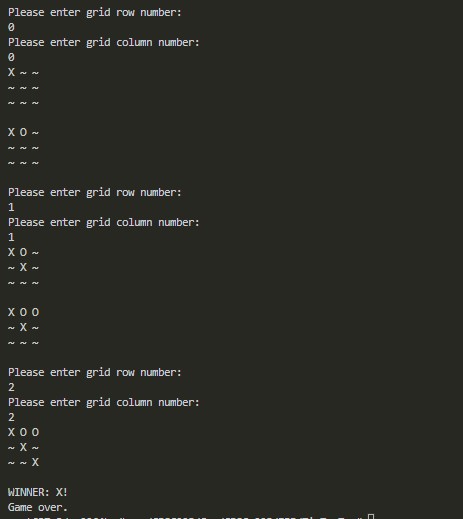 Please enter grid row number:
0
Please enter grid column number:
0
X ~ ~
~ ~ ~
~ ~ ~
X O ~
~ ~ ~
~ ~ ~
Please enter grid row number:
1
Please enter grid column number:
1
X O ~
~ X ~
~ ~ ~
X O O
~ X ~
~ ~ ~
Please enter grid row number:
2
Please enter grid column number:
2
X O O
~ X ~
~ ~ X
WINNER: X!
Game over.